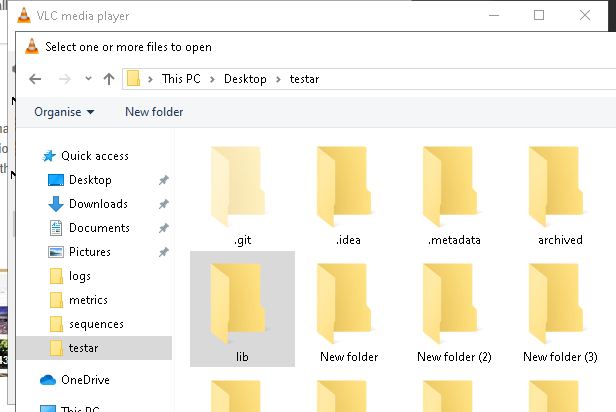 VLC media player
Select one or more files to open
This PC > Desktop > testar
Organise New folder
Quick access
Desktop
Downloads
Documents
Pictures
logs
metrics
sequences
testar
OneDrive
This PC
.git .idea .metadata archived
lib New folder New folder (2) New folder (3)